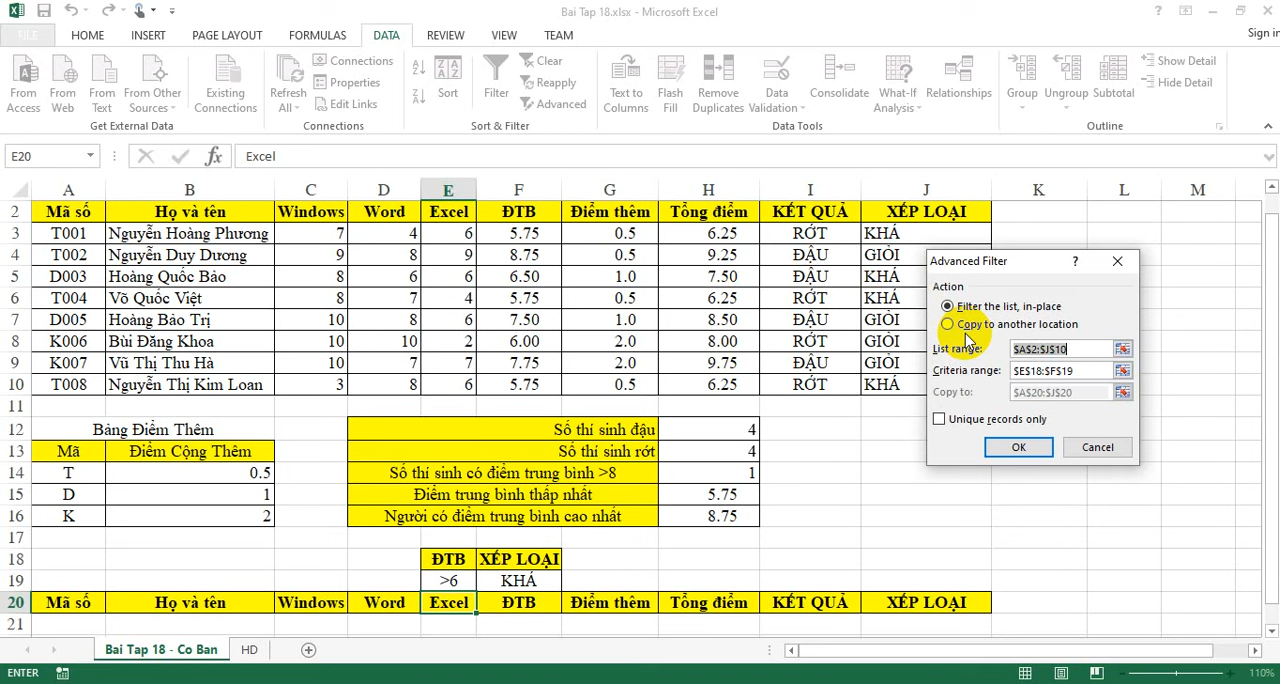 Bai Tap 18.xlsx - Microsoft Excel
?
FILE HOME INSERT PAGE LAYOUT FORMULAS DATA REVIEW VIEW TEAM Sign in
From Access
From Web
From Text
From Other Sources
Existing Connections
Refresh All
Connections
Properties
Edit Links
Sort
Filter
Clear
Reapply
Advanced
Text to Columns
Flash Fill
Remove Duplicates
Data Validation
Consolidate
What-If Analysis
Relationships
Group
Ungroup
Subtotal
Show Detail
Hide Detail
Get External Data Connections Sort & Filter Data Tools Outline
E20 fx Excel
A B C D E F G H I J K L M
2 Mã số Họ và tên Windows Word Excel ĐTB Điểm thêm Tổng điểm KẾT QUẢ XẾP LOẠI
3 T001 Nguyễn Hoàng Phương 7 4 6 5.75 0.5 6.25 RỚT KHÁ
4 T002 Nguyễn Duy Dương 9 8 9 8.75 0.5 9.25 ĐẬU GIỎI
5 D003 Hoàng Quốc Bảo 8 6 6 6.50 1.0 7.50 ĐẬU KHÁ
6 T004 Võ Quốc Việt 8 7 4 5.75 0.5 6.25 RỚT KHÁ
7 D005 Hoàng Bảo Trị 10 8 6 7.50 1.0 8.50 ĐẬU GIỎI
8 K006 Bùi Đăng Khoa 10 10 2 6.00 2.0 8.00 RỚT GIỎI
9 K007 Vũ Thị Thu Hà 10 7 7 7.75 2.0 9.75 ĐẬU GIỎI
10 T008 Nguyễn Thị Kim Loan 3 8 6 5.75 0.5 6.25 RỚT KHÁ
11
12 Bảng Điểm Thêm Số thí sinh đậu 4
13 Mã Điểm Cộng Thêm Số thí sinh rớt 4
14 T 0.5 Số thí sinh có điểm trung bình >8 1
15 D 1 Điểm trung bình thấp nhất 5.75
16 K 2 Người có điểm trung bình cao nhất 8.75
17
18 ĐTB XẾP LOẠI
19 >6 KHÁ
20 Mã số Họ và tên Windows Word Excel ĐTB Điểm thêm Tổng điểm KẾT QUẢ XẾP LOẠI
21
Advanced Filter ?
Action
Filter the list, in-place
Copy to another location
List range: $A$2:$J$10
Criteria range: $E$18:$F$19
Copy to: $A$20:$J$20
Unique records only
OK Cancel
Bai Tap 18 - Co Ban HD
ENTER 110%